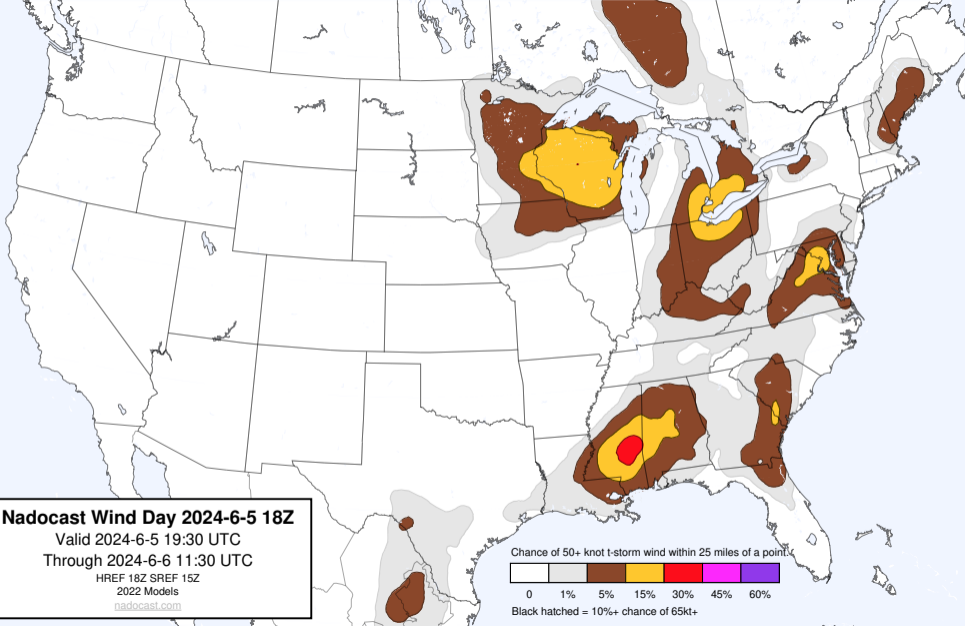 Nadocast Wind Day 2024-6-5 18Z
Valid 2024-6-5 19:30 UTC
Through 2024-6-6 11:30 UTC
HREF 18Z SREF 15Z
2022 Models
nadocast.com
Chance of 50+ knot t-storm wind within 25 miles of a point.
0 1% 5% 15% 30% 45% 60%
Black hatched = 10%+ chance of 65kt+